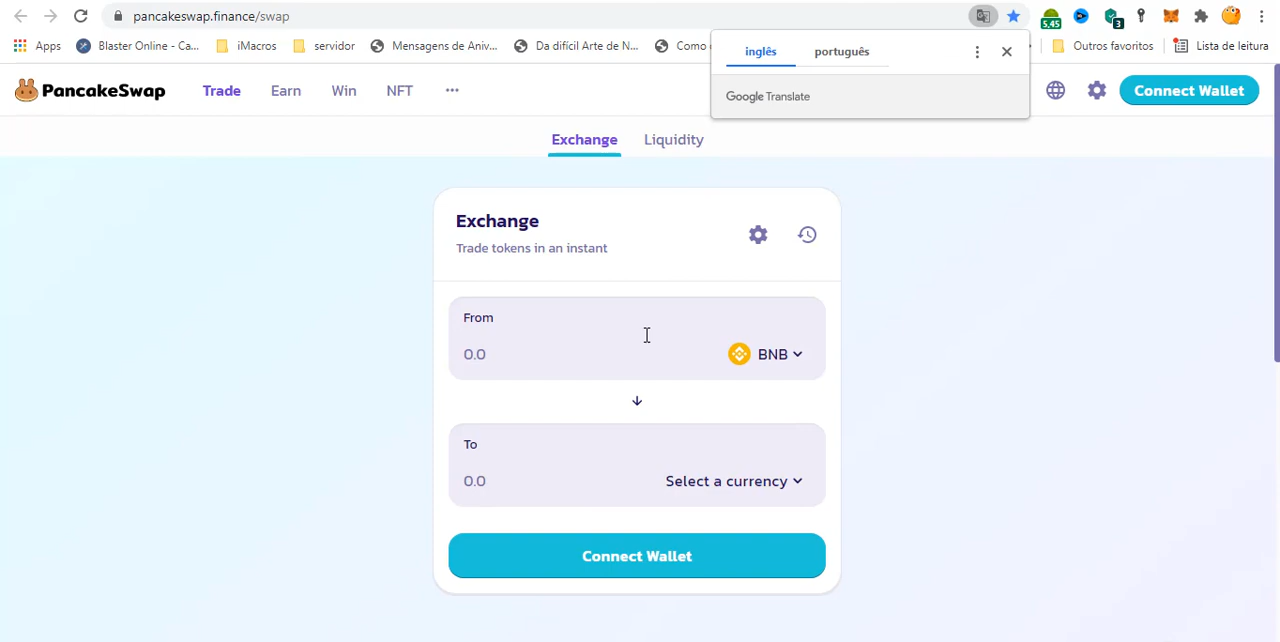 pancakeswap.finance/swap
5,45
3
Apps
Blaster Online - Ca...
iMacros
servidor
Mensagens de Aniv...
Da difícil Arte de N...
Como
Outros favoritos
Lista de leitura
inglês
português
Google Translate
PancakeSwap
Trade
Earn
Win
NFT
Connect Wallet
Exchange
Liquidity
Exchange
Trade tokens in an instant
From
0.0
BNB
To
0.0
Select a currency
Connect Wallet